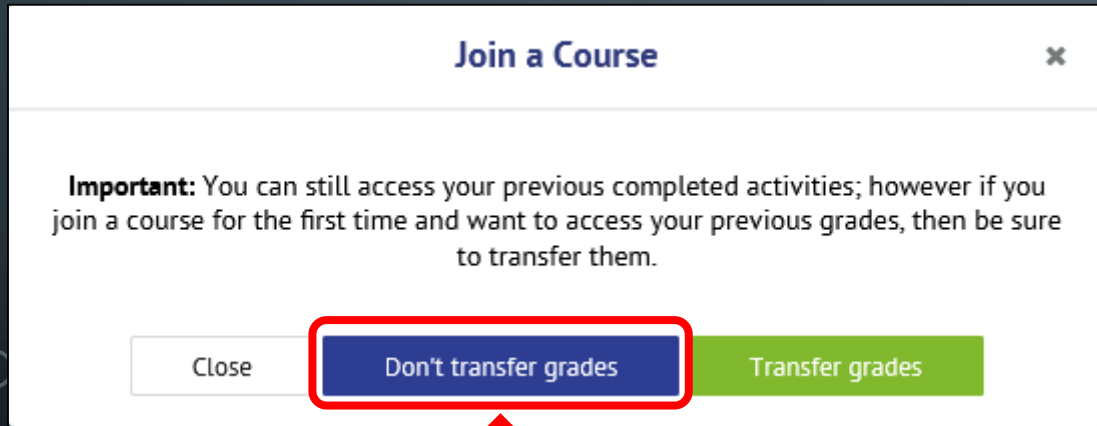 Join a Course
Important: You can still access your previous completed activities; however if you
join a course for the first time and want to access your previous grades, then be sure
to transfer them.
Close Don't transfer grades Transfer grades